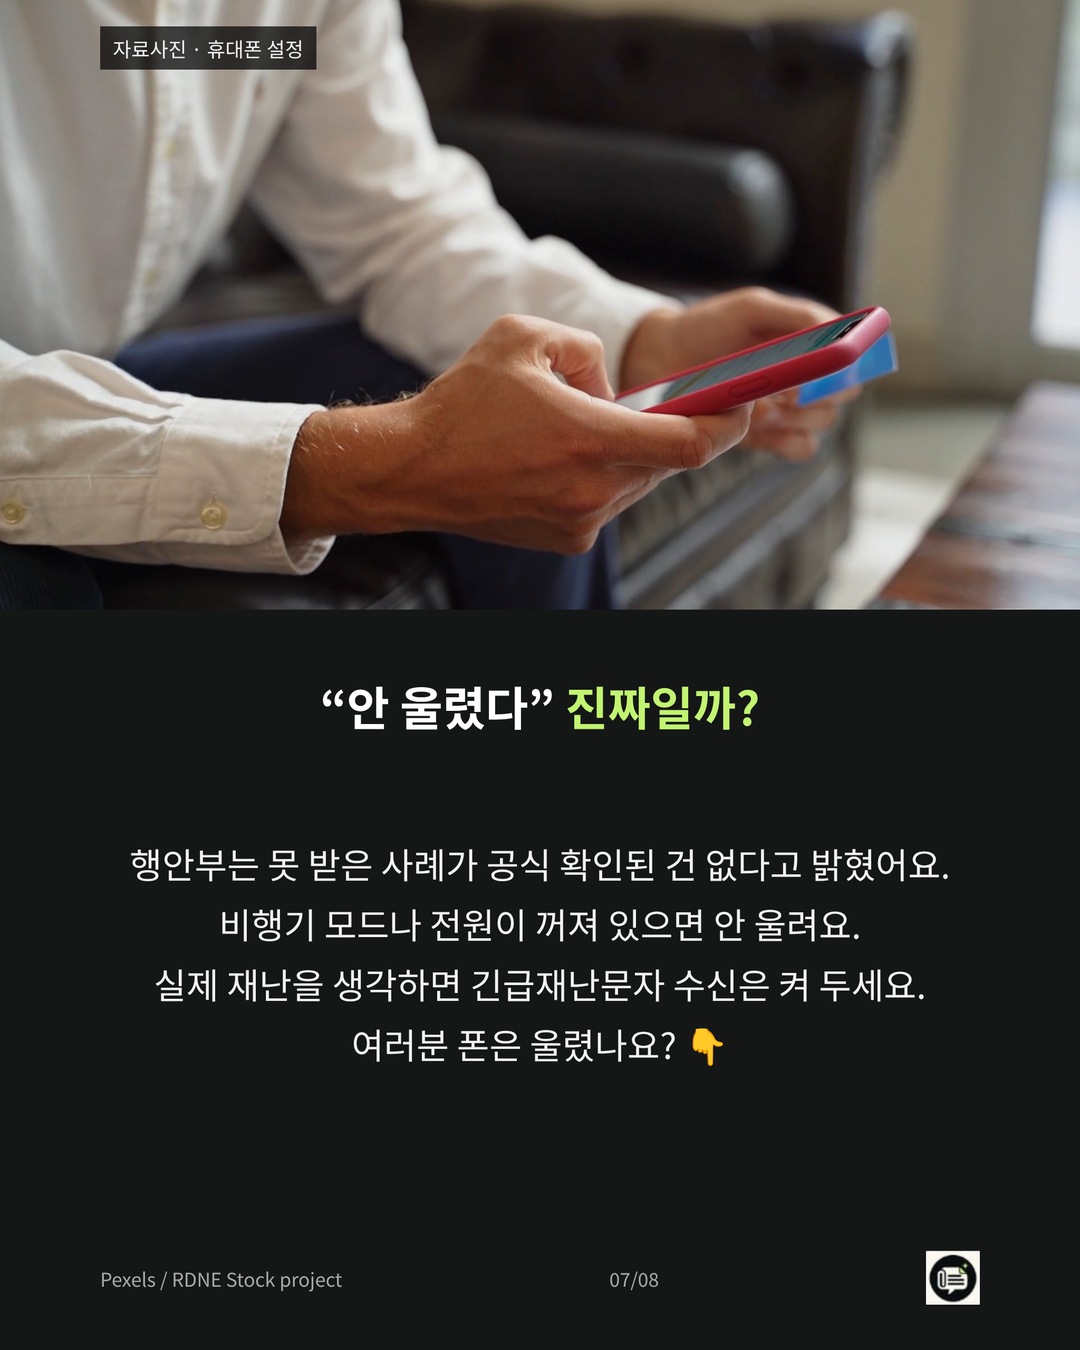 자료사진 · 휴대폰 설정
“안 울렸다” 진짜일까?
행안부는 못 받은 사례가 공식 확인된 건 없다고 밝혔어요.
비행기 모드나 전원이 꺼져 있으면 안 울려요.
실제 재난을 생각하면 긴급재난문자 수신은 켜 두세요.
여러분 폰은 울렸나요? 👇
Pexels / RDNE Stock project
07/08